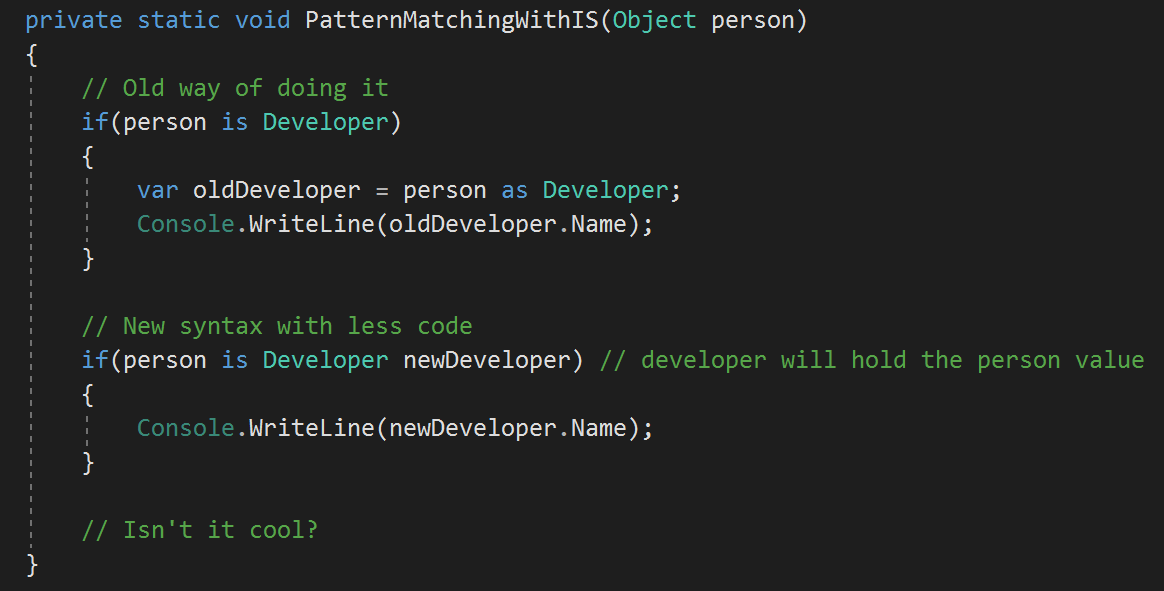 private static void PatternMatchingWithIS(Object person)
{
    // Old way of doing it
    if(person is Developer)
    {
        var oldDeveloper = person as Developer;
        Console.WriteLine(oldDeveloper.Name);
    }

    // New syntax with less code
    if(person is Developer newDeveloper) // developer will hold the person value
    {
        Console.WriteLine(newDeveloper.Name);
    }

    // Isn't it cool?
}